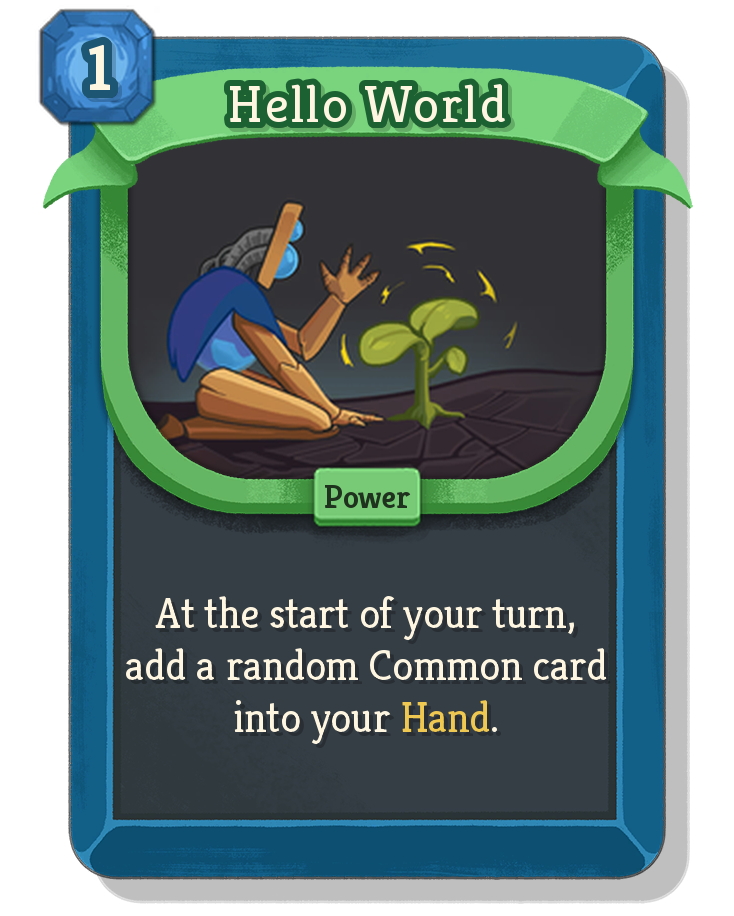 1
Hello World
Power
At the start of your turn,
add a random Common card
into your Hand.